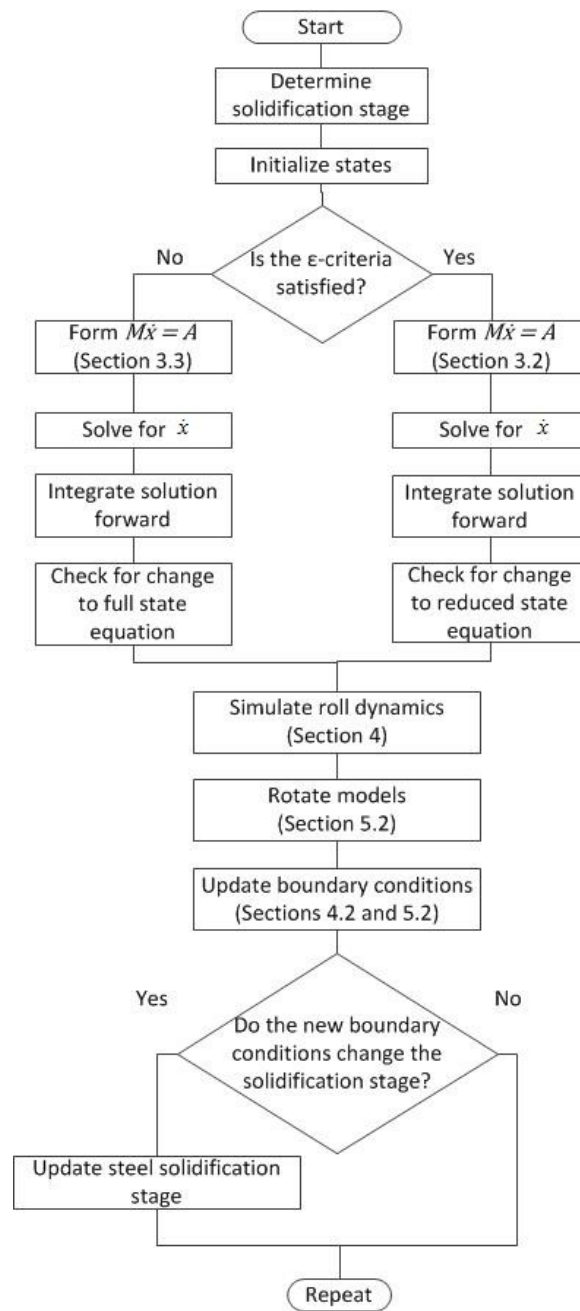 Start
Determine
solidification stage
Initialize states
Is the ε-criteria
satisfied?
No
Yes
Form Mẋ = A
(Section 3.3)
Solve for ẋ
Integrate solution
forward
Check for change
to full state
equation
Form Mẋ = A
(Section 3.2)
Solve for ẋ
Integrate solution
forward
Check for change
to reduced state
equation
Simulate roll dynamics
(Section 4)
Rotate models
(Section 5.2)
Update boundary conditions
(Sections 4.2 and 5.2)
Yes
No
Do the new boundary
conditions change the
solidification stage?
Update steel solidification
stage
Repeat